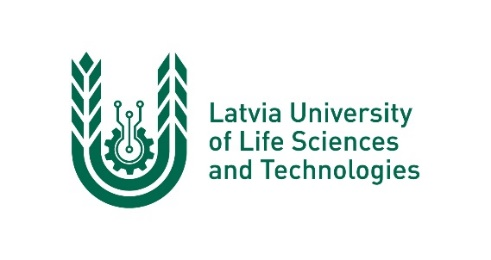 Latvia University
of Life Sciences
and Technologies